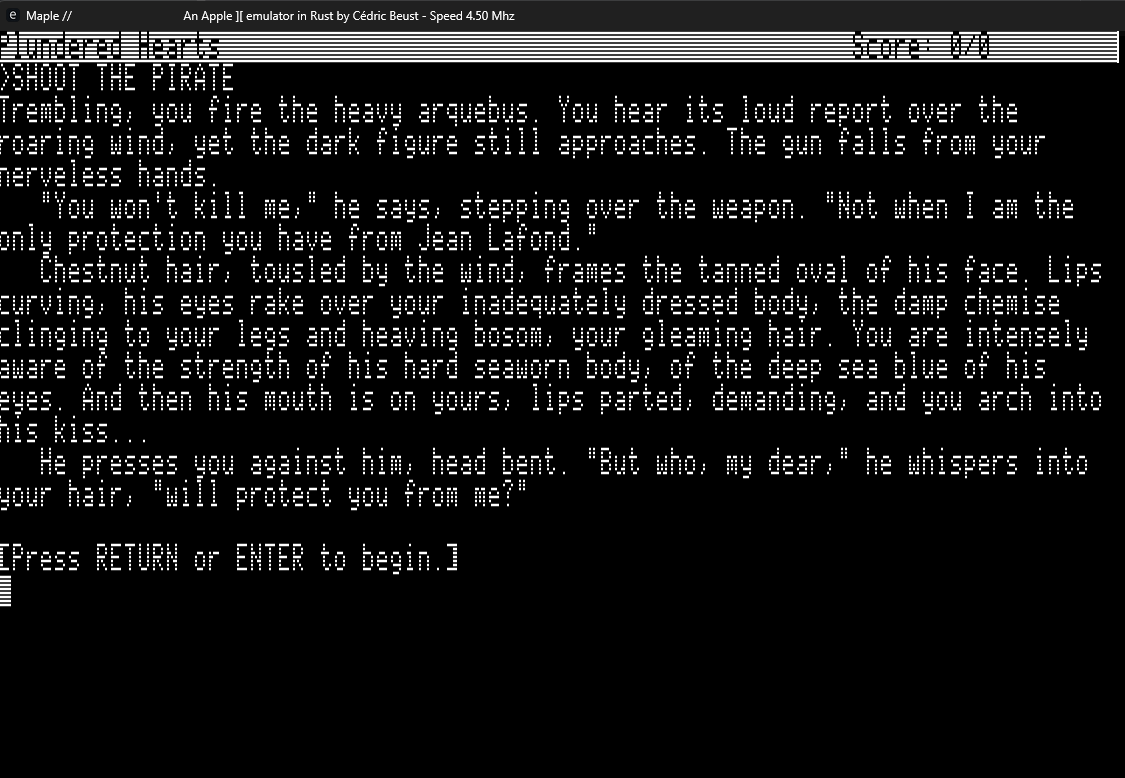 Maple // An Apple ][ emulator in Rust by Cédric Beust - Speed 4.50 Mhz
Plundered Hearts Score: 0/0
>SHOOT THE PIRATE
Trembling, you fire the heavy arquebus. You hear its loud report over the
roaring wind, yet the dark figure still approaches. The gun falls from your
nerveless hands.
"You won't kill me," he says, stepping over the weapon. "Not when I am the
only protection you have from Jean Lafond."
Chestnut hair, tousled by the wind, frames the tanned oval of his face. Lips
curving, his eyes rake over your inadequately dressed body, the damp chemise
clinging to your legs and heaving bosom, your gleaming hair. You are intensely
aware of the strength of his hard seaworn body, of the deep sea blue of his
eyes. And then his mouth is on yours, lips parted, demanding, and you arch into
his kiss...
He presses you against him, head bent. "But who, my dear," he whispers into
your hair, "will protect you from me?"
[Press RETURN or ENTER to begin.]